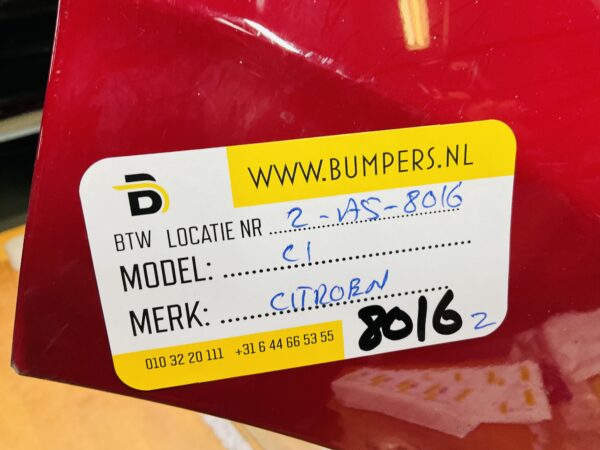 WWW.BUMPERS.NL
BTW LOCATIE NR 2-AS-8016
MODEL: C1
MERK: CITROEN
8016 2
010 32 20 111 +31 6 44 66 53 55